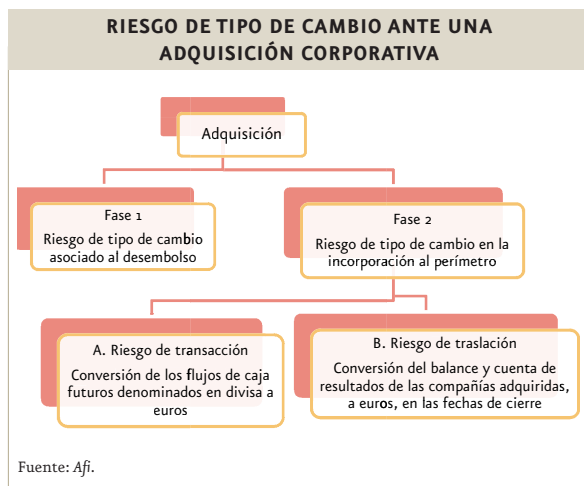 RIESGO DE TIPO DE CAMBIO ANTE UNA
ADQUISICIÓN CORPORATIVA
Adquisición
Fase 1
Riesgo de tipo de cambio
asociado al desembolso
Fase 2
Riesgo de tipo de cambio en la
incorporación al perímetro
A. Riesgo de transacción
Conversión de los flujos de caja
futuros denominados en divisa a
euros
B. Riesgo de traslación
Conversión del balance y cuenta de
resultados de las compañías adquiridas,
a euros, en las fechas de cierre
Fuente: Afi.